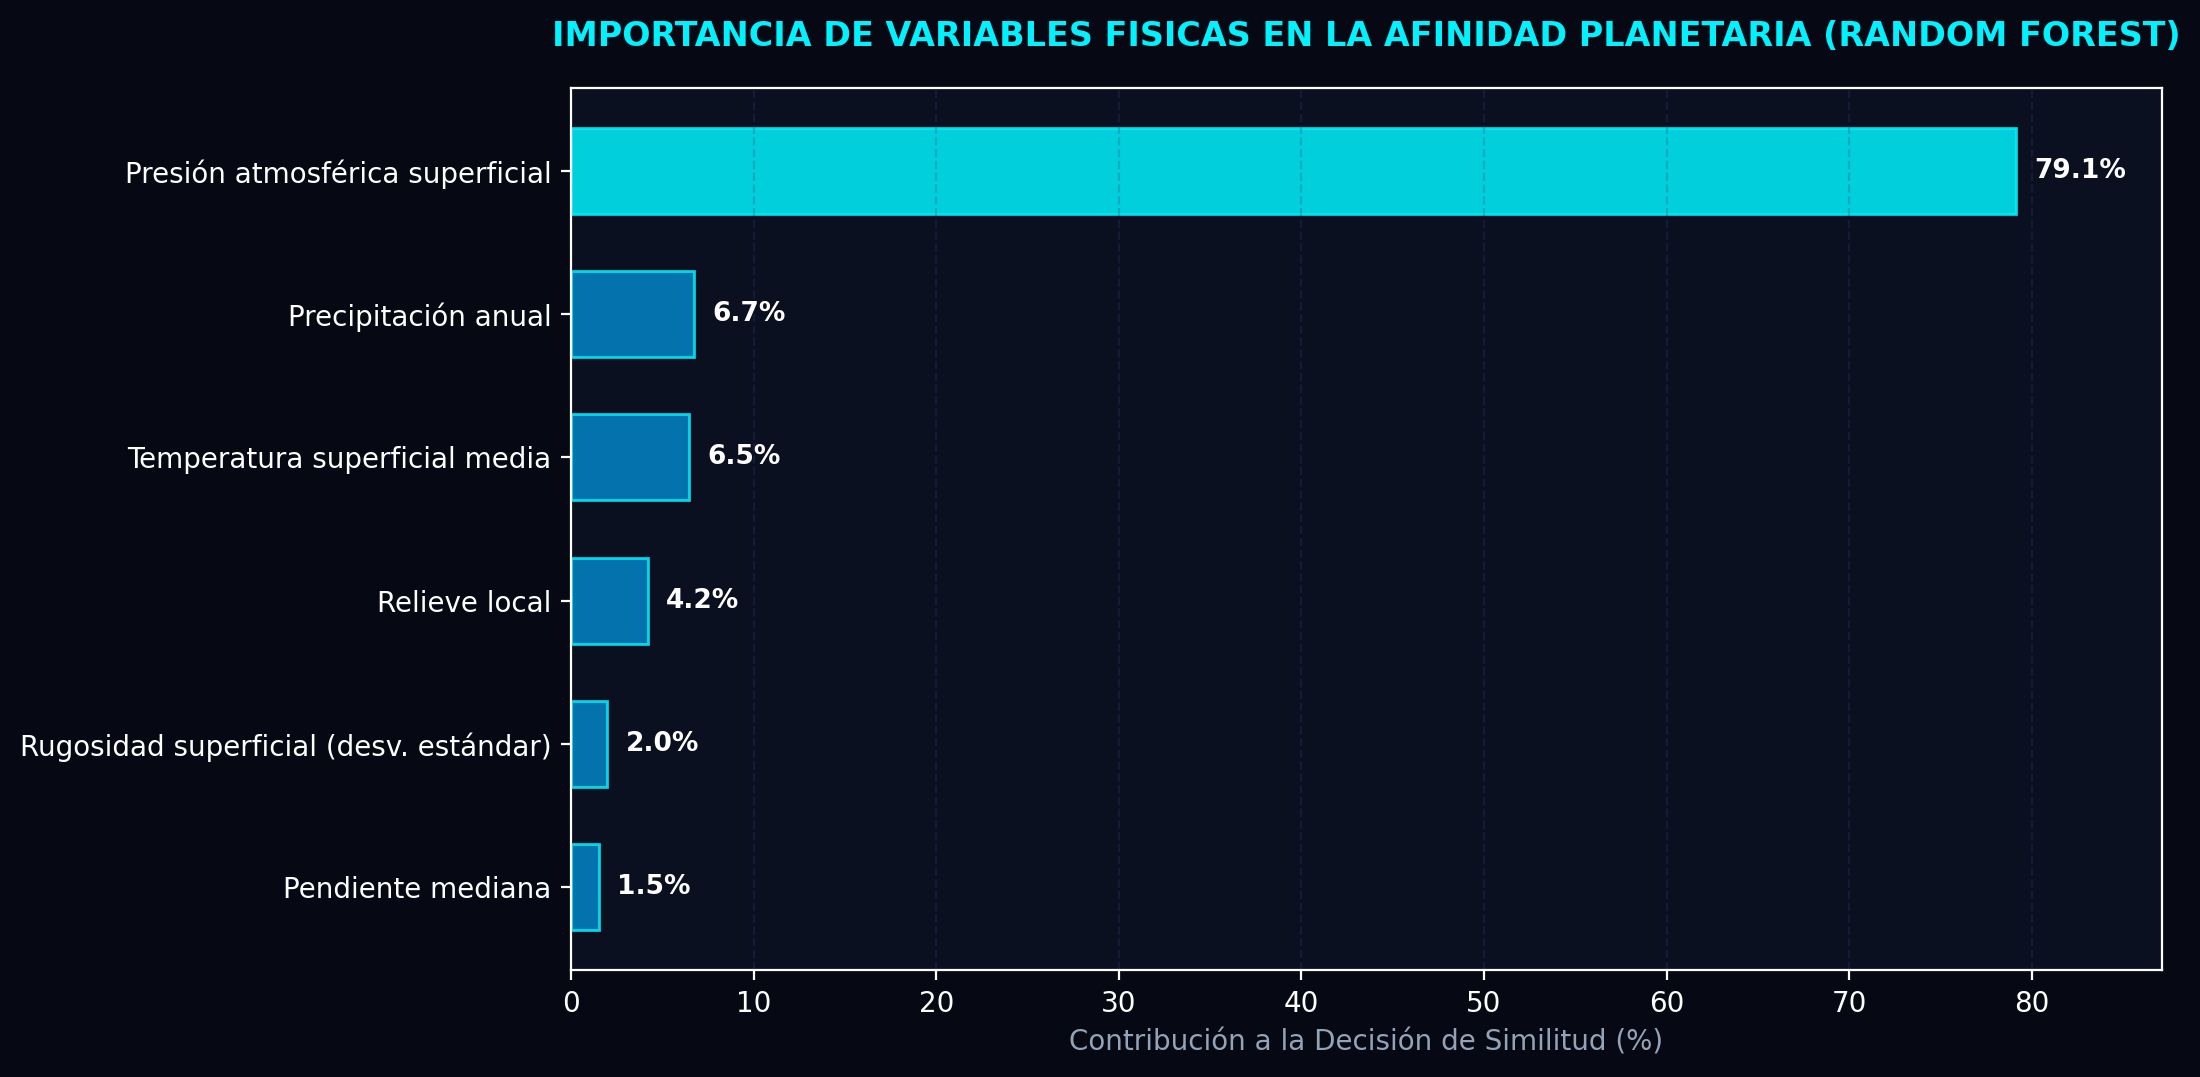 IMPORTANCIA DE VARIABLES FISICAS EN LA AFINIDAD PLANETARIA (RANDOM FOREST)
Presión atmosférica superficial 79.1%
Precipitación anual 6.7%
Temperatura superficial media 6.5%
Relieve local 4.2%
Rugosidad superficial (desv. estándar) 2.0%
Pendiente mediana 1.5%
0 10 20 30 40 50 60 70 80
Contribución a la Decisión de Similitud (%)